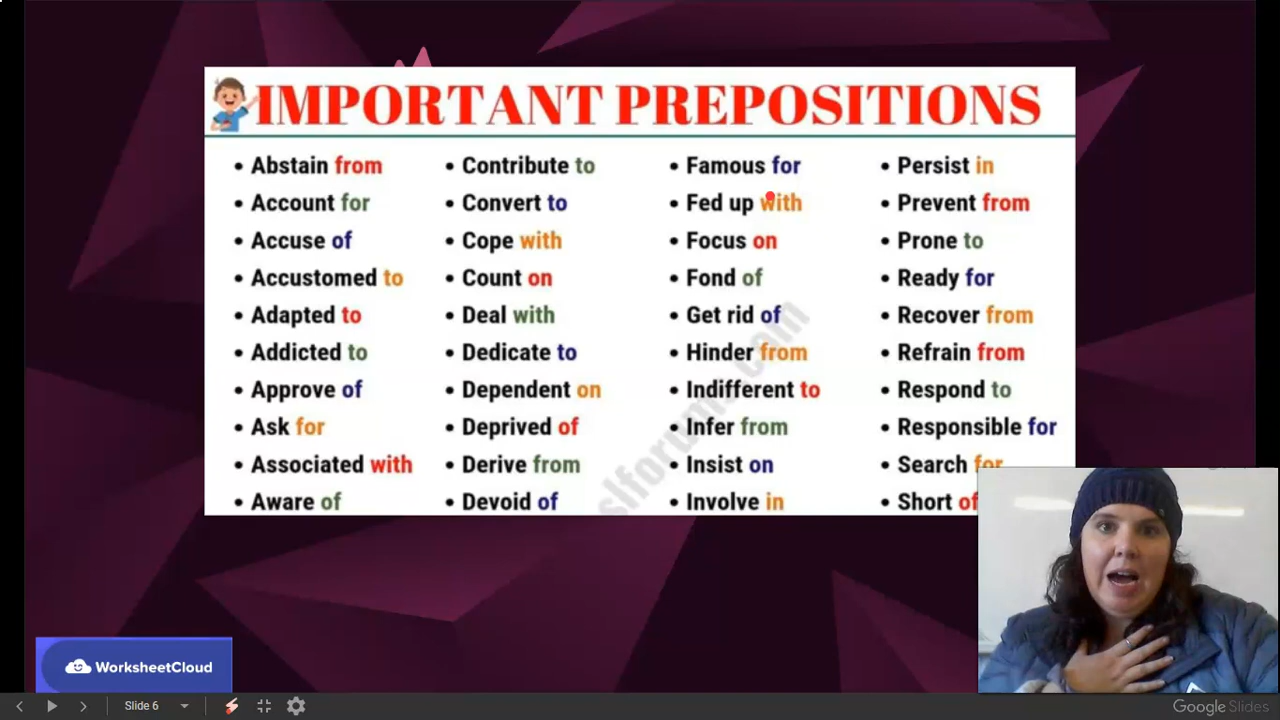 IMPORTANT PREPOSITIONS
• Abstain from
• Account for
• Accuse of
• Accustomed to
• Adapted to
• Addicted to
• Approve of
• Ask for
• Associated with
• Aware of
• Contribute to
• Convert to
• Cope with
• Count on
• Deal with
• Dedicate to
• Dependent on
• Deprived of
• Derive from
• Devoid of
• Famous for
• Fed up with
• Focus on
• Fond of
• Get rid of
• Hinder from
• Indifferent to
• Infer from
• Insist on
• Involve in
• Persist in
• Prevent from
• Prone to
• Ready for
• Recover from
• Refrain from
• Respond to
• Responsible for
• Search for
• Short of
WorksheetCloud
Slide 6
Google Slides